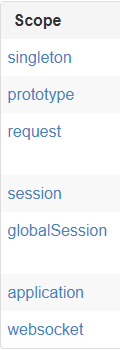 Scope
singleton
prototype
request
session
globalSession
application
websocket